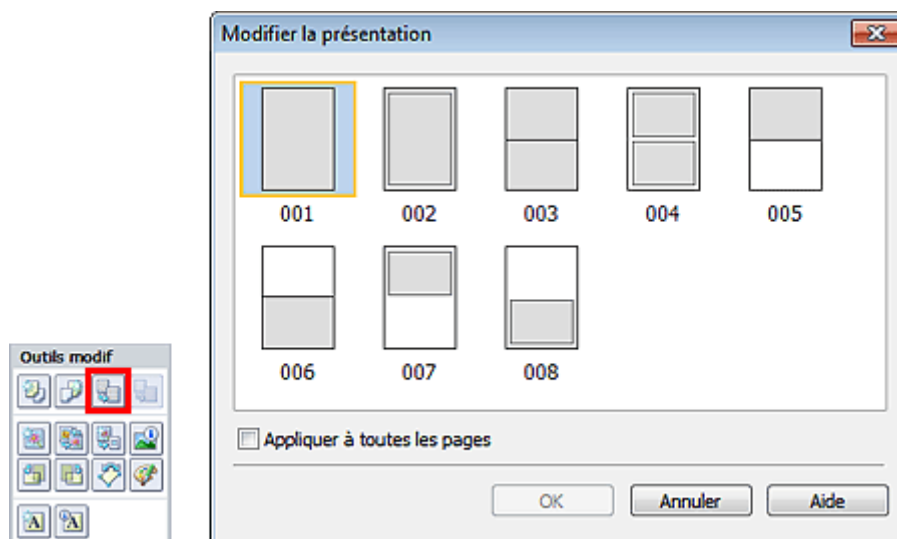 Modifier la présentation
001 002 003 004 005
006 007 008
Appliquer à toutes les pages
OK Annuler Aide
Outils modif
A A